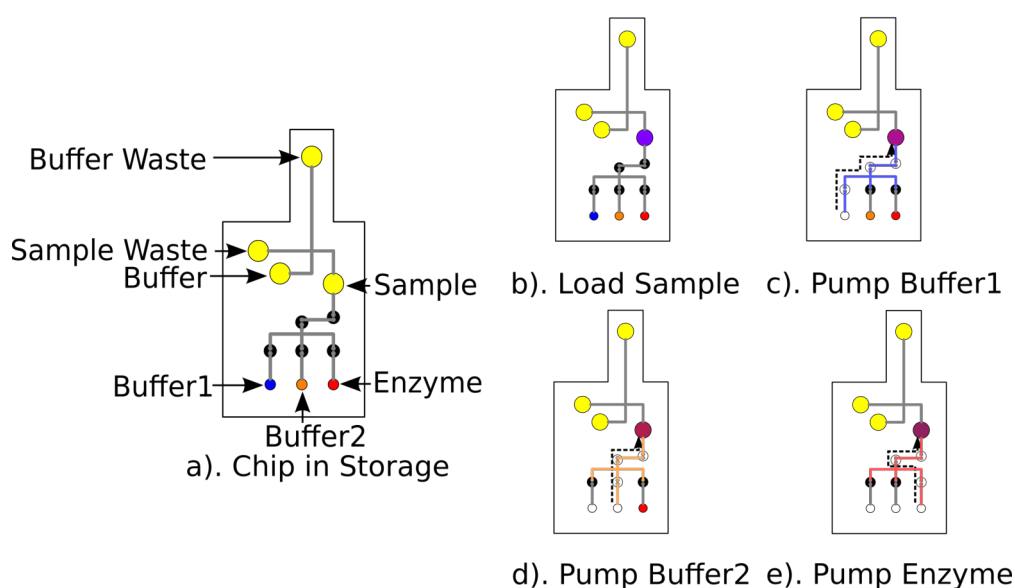 Buffer Waste
Sample Waste
Buffer
Sample
Buffer1
Enzyme
Buffer2
a). Chip in Storage
b). Load Sample
c). Pump Buffer1
d). Pump Buffer2
e). Pump Enzyme